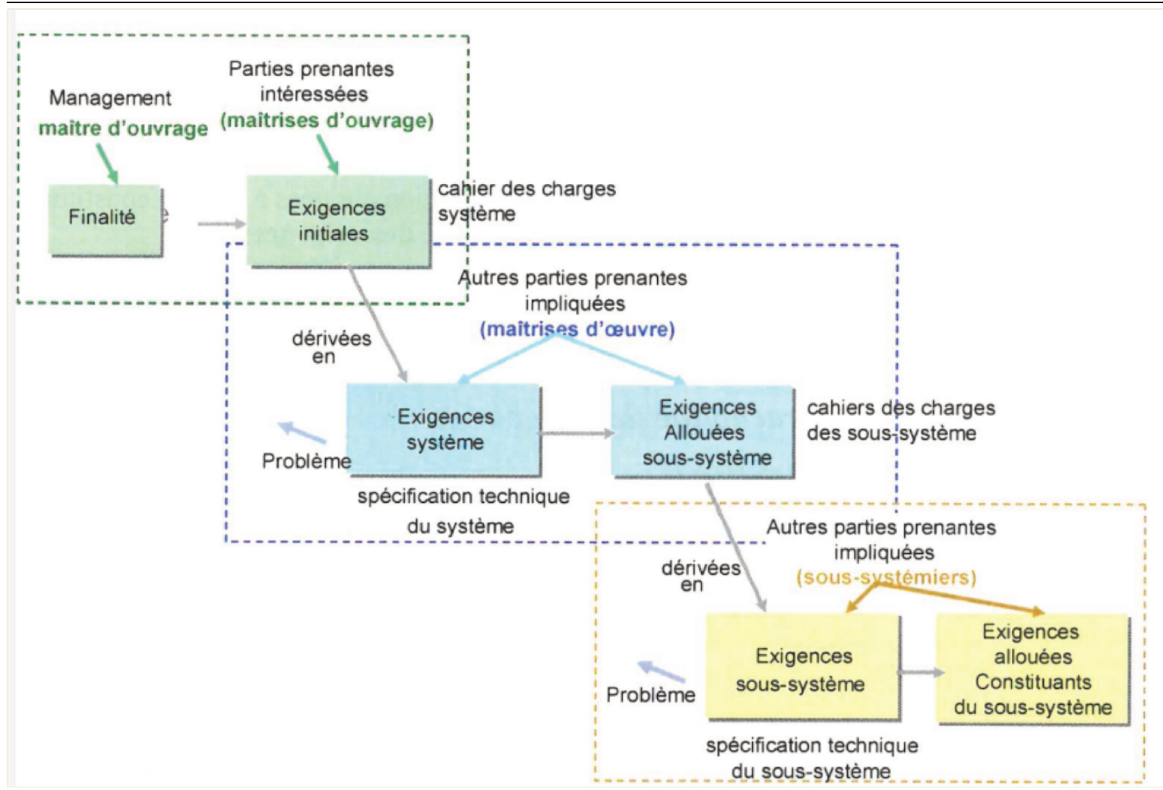 Management
maître d'ouvrage
Parties prenantes
intéressées
(maîtrises d'ouvrage)
Finalité
Exigences
initiales
cahier des charges
système
Autres parties prenantes
impliquées
(maîtrises d'œuvre)
dérivées
en
Exigences
système
Exigences
Allouées
sous-système
cahiers des charges
des sous-système
Problème
spécification technique
du système
Autres parties prenantes
impliquées
(sous-systémiers)
dérivées
en
Exigences
sous-système
Exigences
allouées
Constituants
du sous-système
Problème
spécification technique
du sous-système